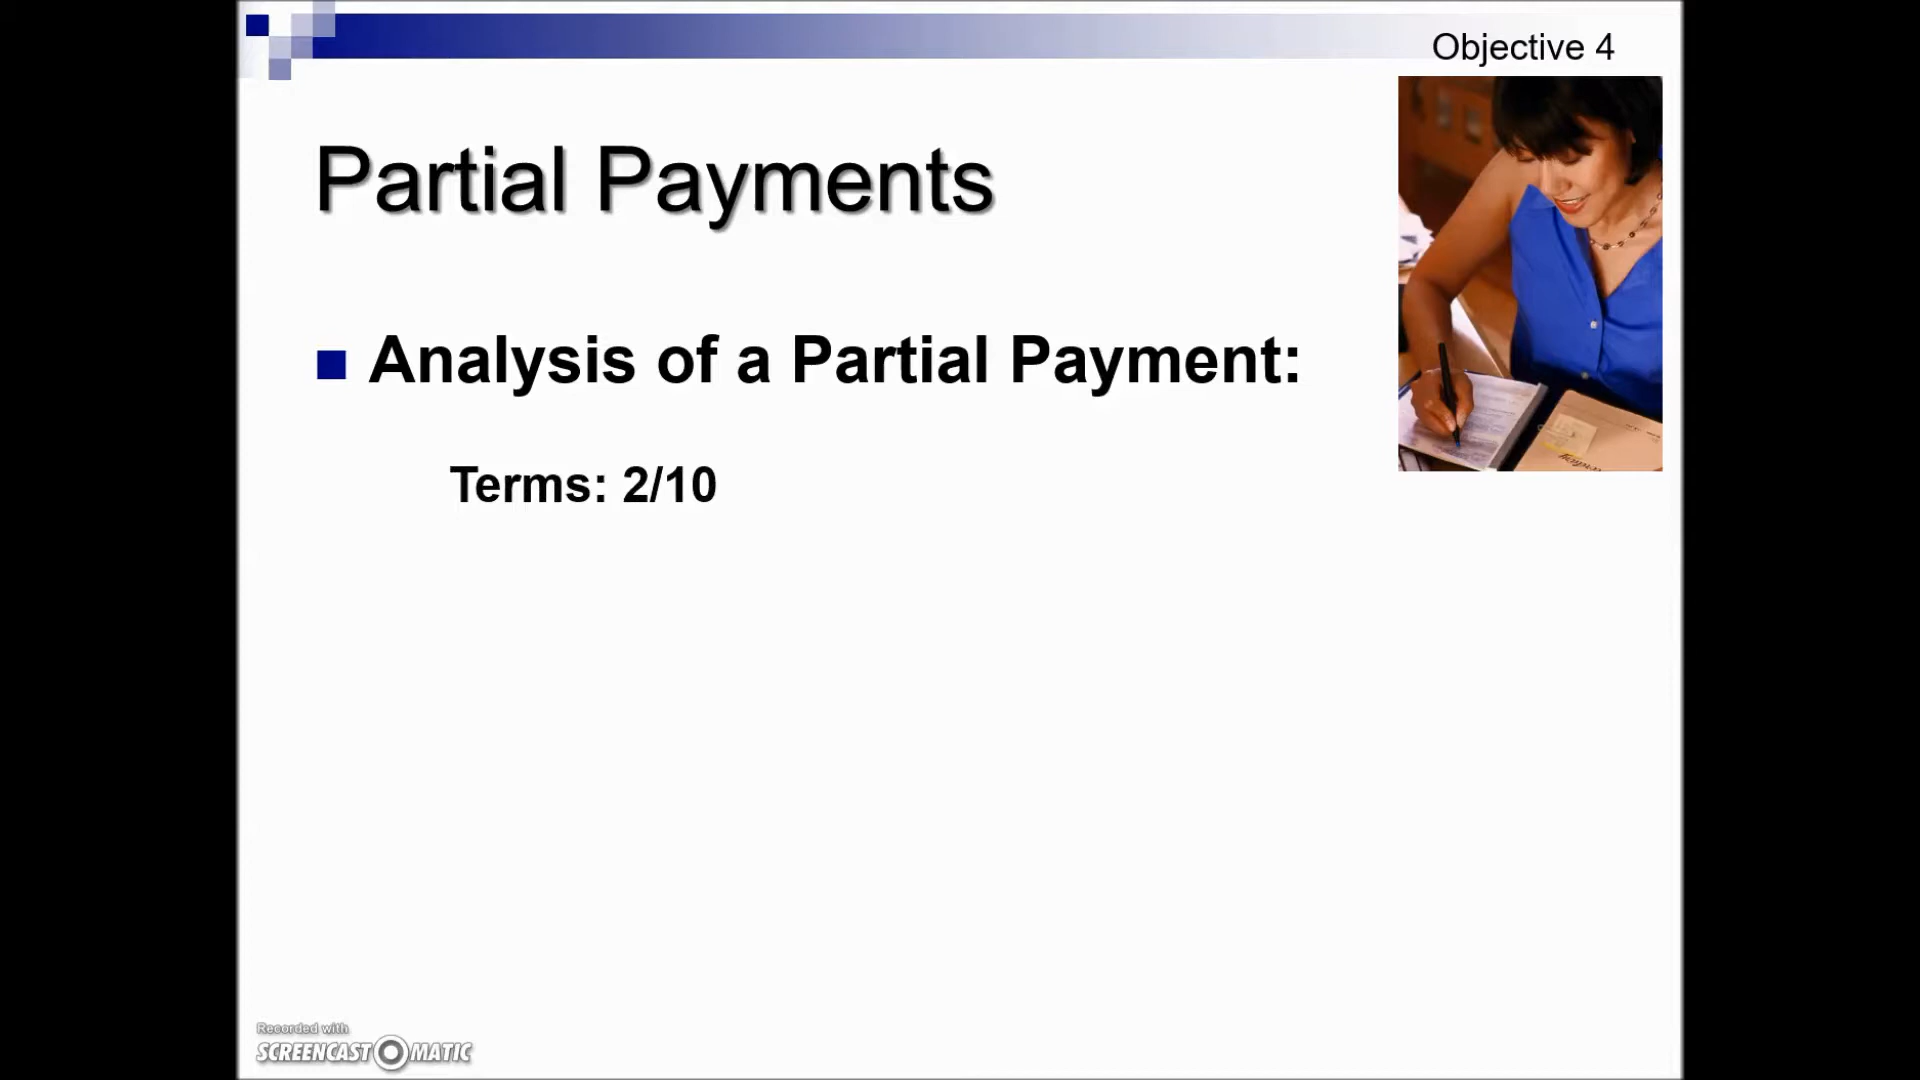 Objective 4
Partial Payments
Analysis of a Partial Payment:
Terms: 2/10
Recorded with
SCREENCAST MATIC